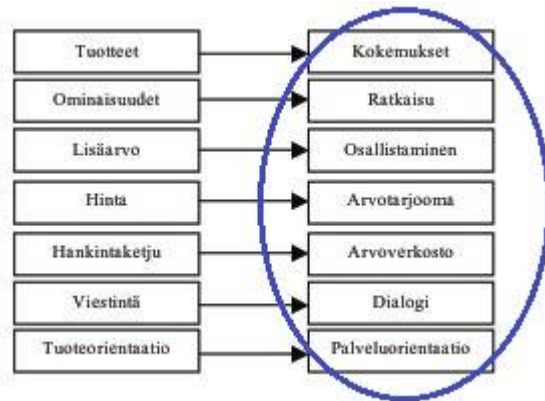 Tuotteet Kokemukset
Ominaisuudet Ratkaisu
Lisäarvo Osallistaminen
Hinta Arvotarjooma
Hankintaketju Arvoverkosto
Viestintä Dialogi
Tuoteorientaatio Palveluorientaatio